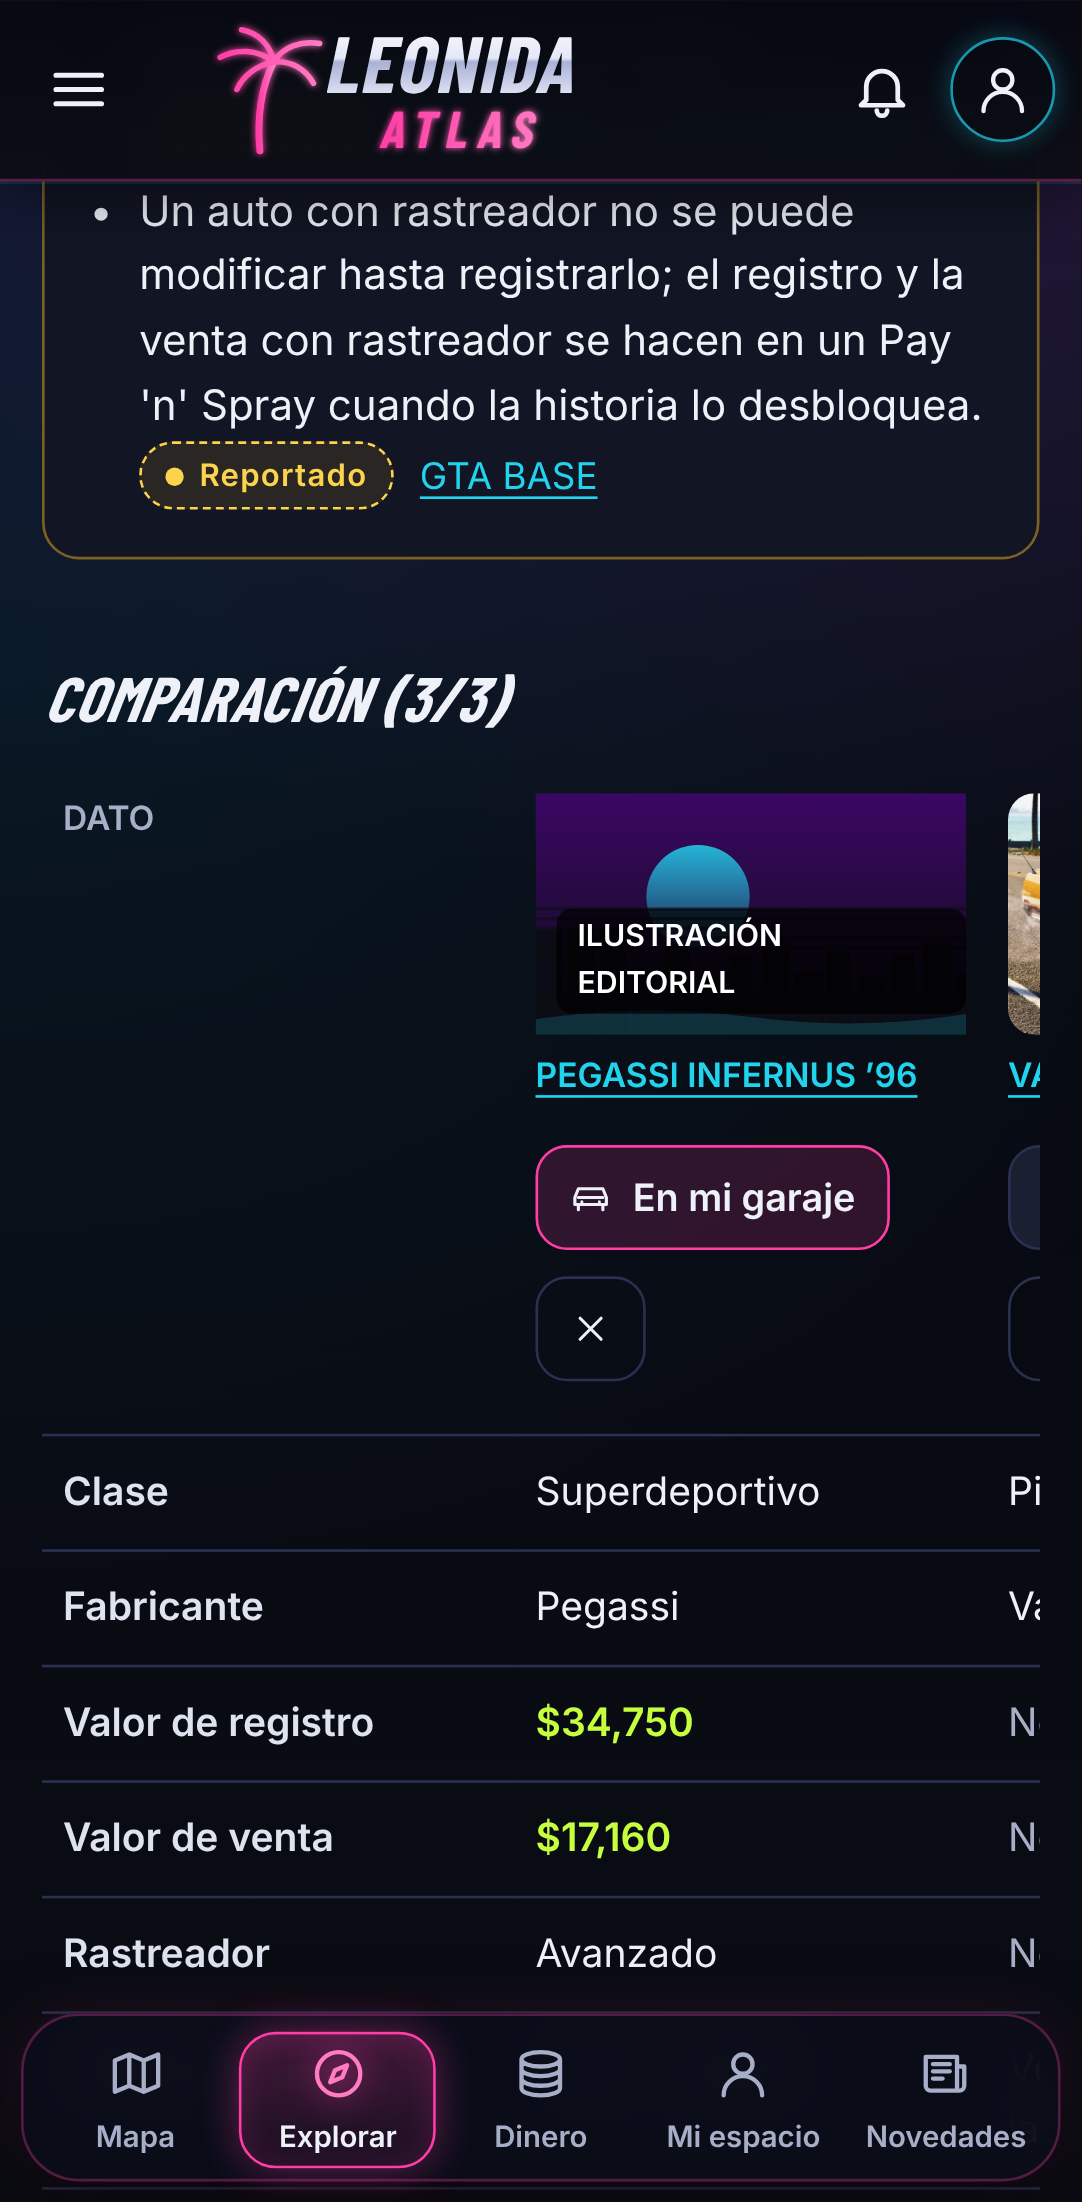 LEONIDA
ATLAS
Un auto con rastreador no se puede
modificar hasta registrarlo; el registro y la
venta con rastreador se hacen en un Pay
'n' Spray cuando la historia lo desbloquea.
Reportado GTA BASE
COMPARACIÓN (3/3)
DATO
ILUSTRACIÓN
EDITORIAL
PEGASSI INFERNUS ’96
En mi garaje
Clase Superdeportivo
Fabricante Pegassi
Valor de registro $34,750
Valor de venta $17,160
Rastreador Avanzado
Mapa Explorar Dinero Mi espacio Novedades